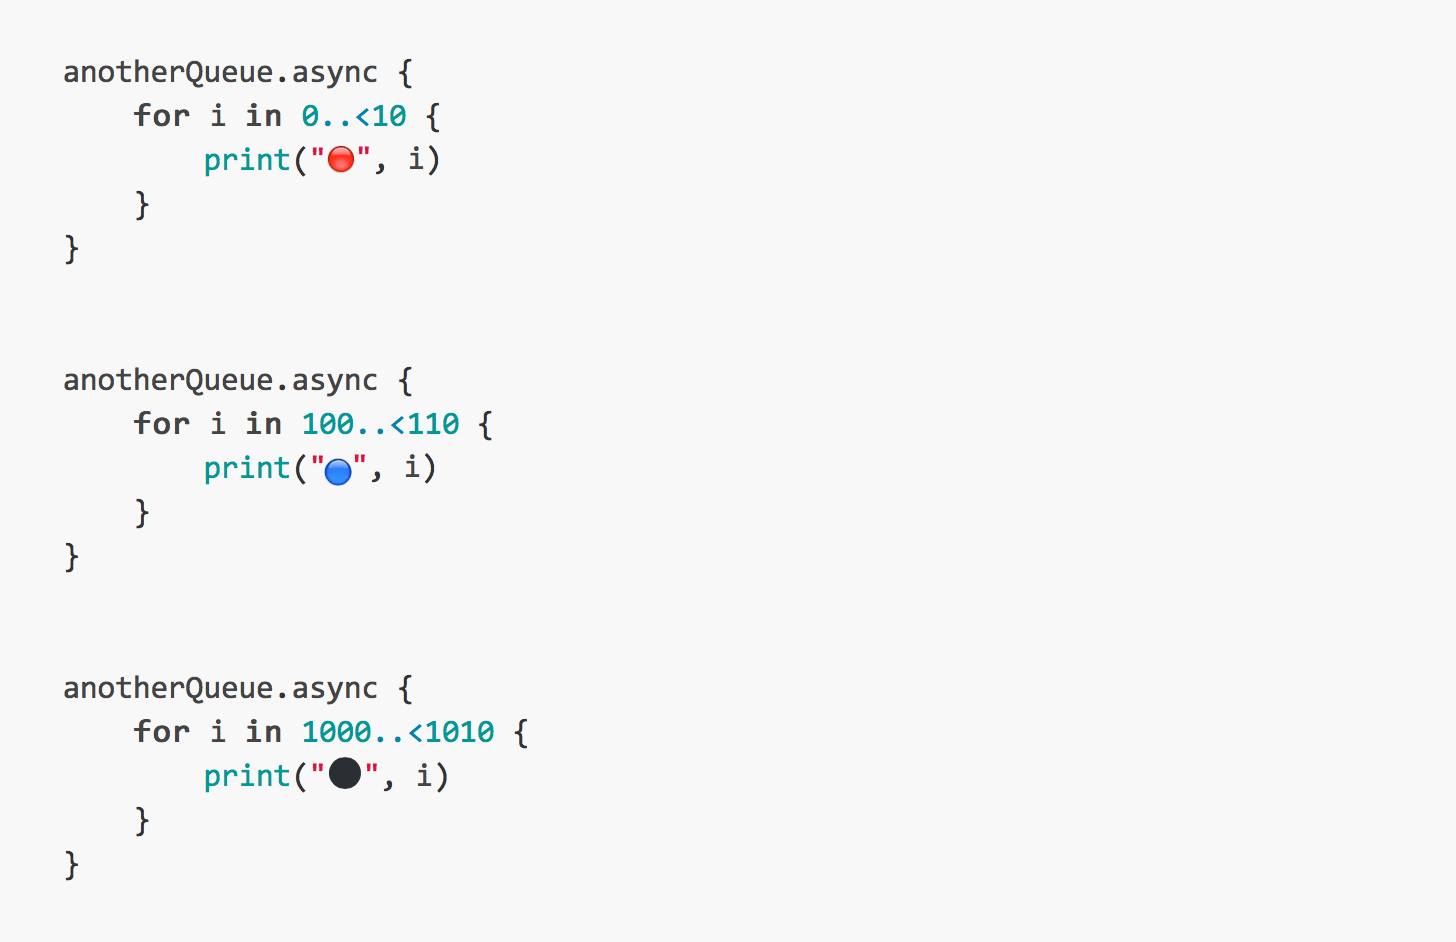 anotherQueue.async {
    for i in 0..<10 {
        print("🔴", i)
    }
}
anotherQueue.async {
    for i in 100..<110 {
        print("🔵", i)
    }
}
anotherQueue.async {
    for i in 1000..<1010 {
        print("⚫", i)
    }
}